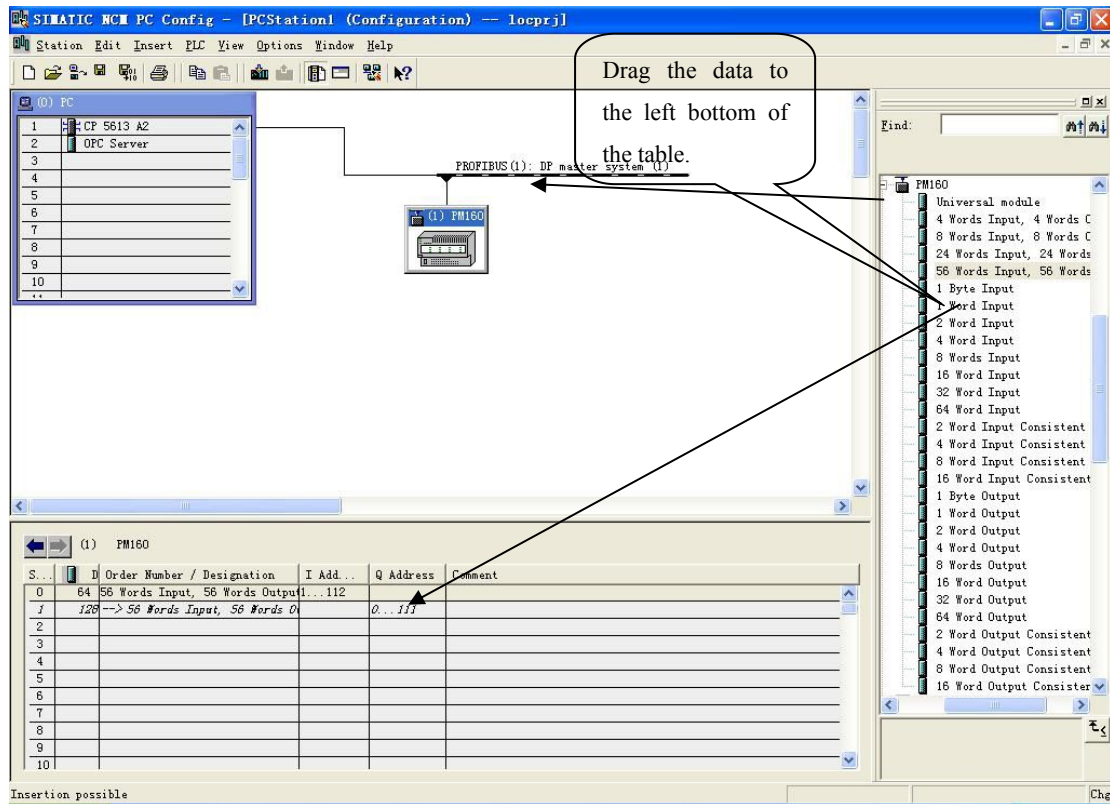 SIMATIC NCM PC Config - [PCStation1 (Configuration) -- locprj]
Station Edit Insert PLC View Options Window Help
Drag the data to
the left bottom of
the table.
(0) PC
1 CP 5613 A2
2 OPC Server
3
4
5
6
7
8
9
10
11
PROFIBUS(1): DP master system (1)
(1) PM160
Find:
PM160
Universal module
4 Words Input, 4 Words O
8 Words Input, 8 Words O
24 Words Input, 24 Words
56 Words Input, 56 Words
1 Byte Input
1 Word Input
2 Word Input
4 Word Input
8 Words Input
16 Word Input
32 Word Input
64 Word Input
2 Word Input Consistent
4 Word Input Consistent
8 Word Input Consistent
16 Word Input Consistent
1 Byte Output
1 Word Output
2 Word Output
4 Word Output
8 Words Output
16 Word Output
32 Word Output
64 Word Output
2 Word Output Consistent
4 Word Output Consistent
8 Word Output Consistent
16 Word Output Consister
(1) PM160
S... D Order Number / Designation I Add... Q Address Comment
0 64 56 Words Input, 56 Words Output 1...112
1 128 --> 56 Words Input, 56 Words Ou 0...111
2
3
4
5
6
7
8
9
10
Insertion possible Chg